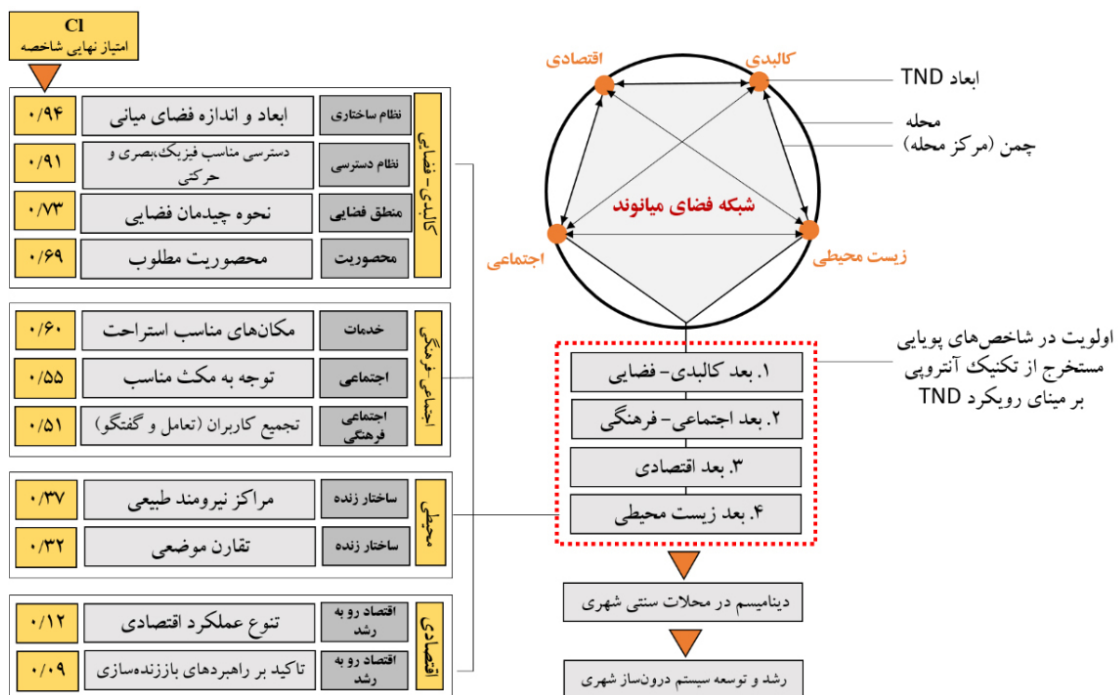 Cl
امتیاز نهایی شاخصه
کالبدی - فضایی
نظام ساختاری
ابعاد و اندازه فضای میانی
۰/۹۴
نظام دسترسی
دسترسی مناسب فیزیک،بصری و
حرکتی
۰/۹۱
منطق فضایی
نحوه چیدمان فضایی
۰/۷۳
محصوریت
محصوریت مطلوب
۰/۶۹
اجتماعی-فرهنگی
خدمات
مکان‌های مناسب استراحت
۰/۶۰
اجتماعی
توجه به مکث مناسب
۰/۵۵
اجتماعی
فرهنگی
تجمیع کاربران (تعامل و گفتگو)
۰/۵۱
محیطی
ساختار زنده
مراکز نیرومند طبیعی
۰/۳۷
ساختار زنده
تقارن موضعی
۰/۳۲
اقتصادی
اقتصاد رو به
رشد
تنوع عملکرد اقتصادی
۰/۱۲
اقتصاد رو به
رشد
تاکید بر راهبردهای باززنده‌سازی
۰/۰۹
کالبدی
اقتصادی
زیست محیطی
اجتماعی
شبکه فضای میانوند
ابعاد TND
محله
چمن (مرکز محله)
اولویت در شاخص‌های پویایی
مستخرج از تکنیک آنتروپی
بر مبنای رویکرد TND
۱. بعد کالبدی- فضایی
۲. بعد اجتماعی- فرهنگی
۳. بعد اقتصادی
۴. بعد زیست محیطی
دینامیسم در محلات سنتی شهری
رشد و توسعه سیستم درون‌ساز شهری